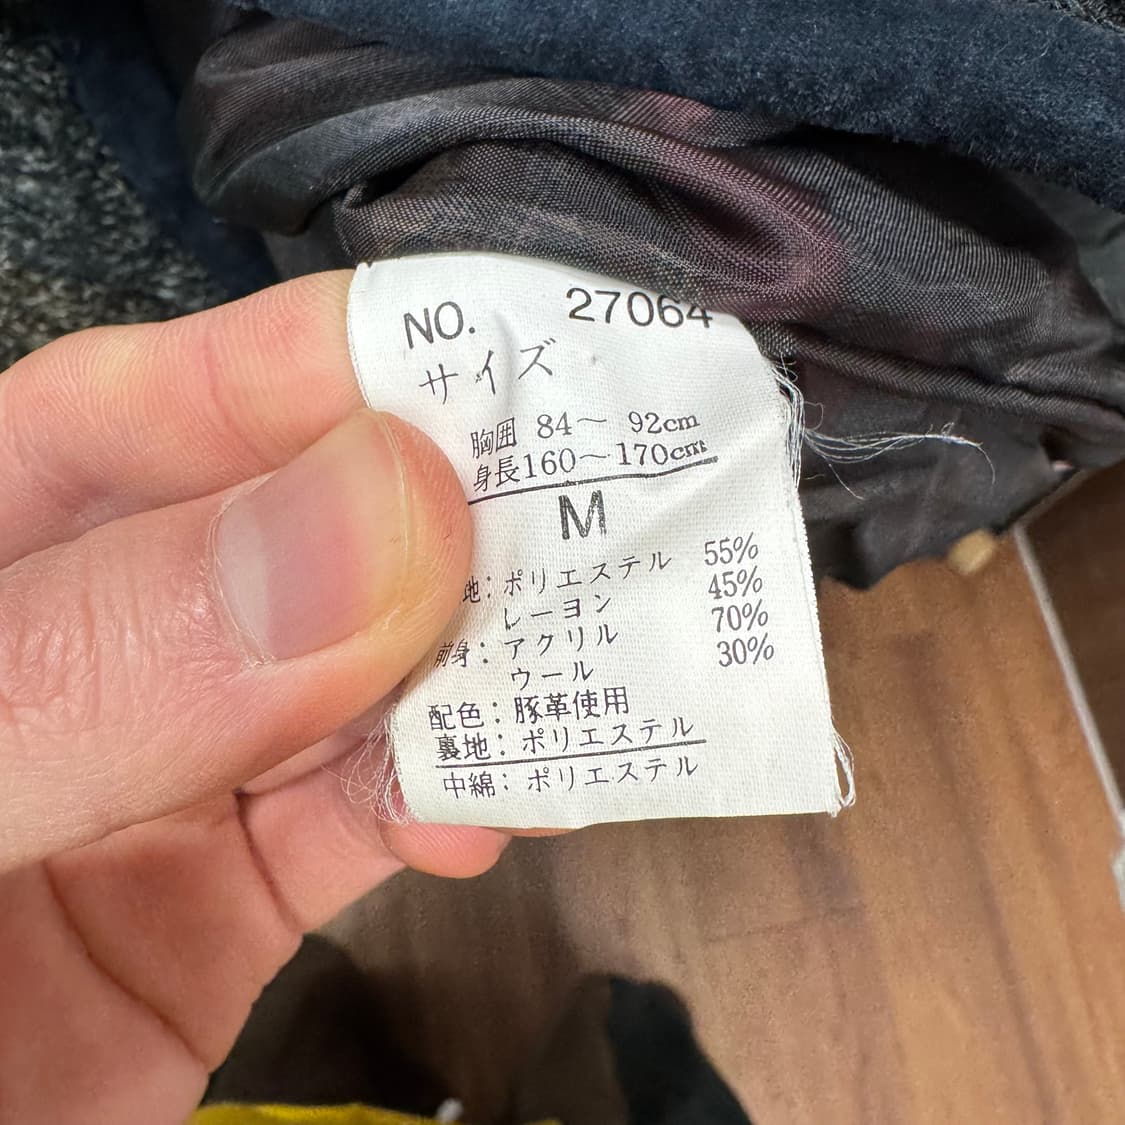 NO. 27064
サイズ
胸囲 84～ 92cm
身長160～170cm
M
地：ポリエステル 55%
レーヨン 45%
前身：アクリル 70%
ウール 30%
配色：豚革使用
裏地：ポリエステル
中綿：ポリエステル